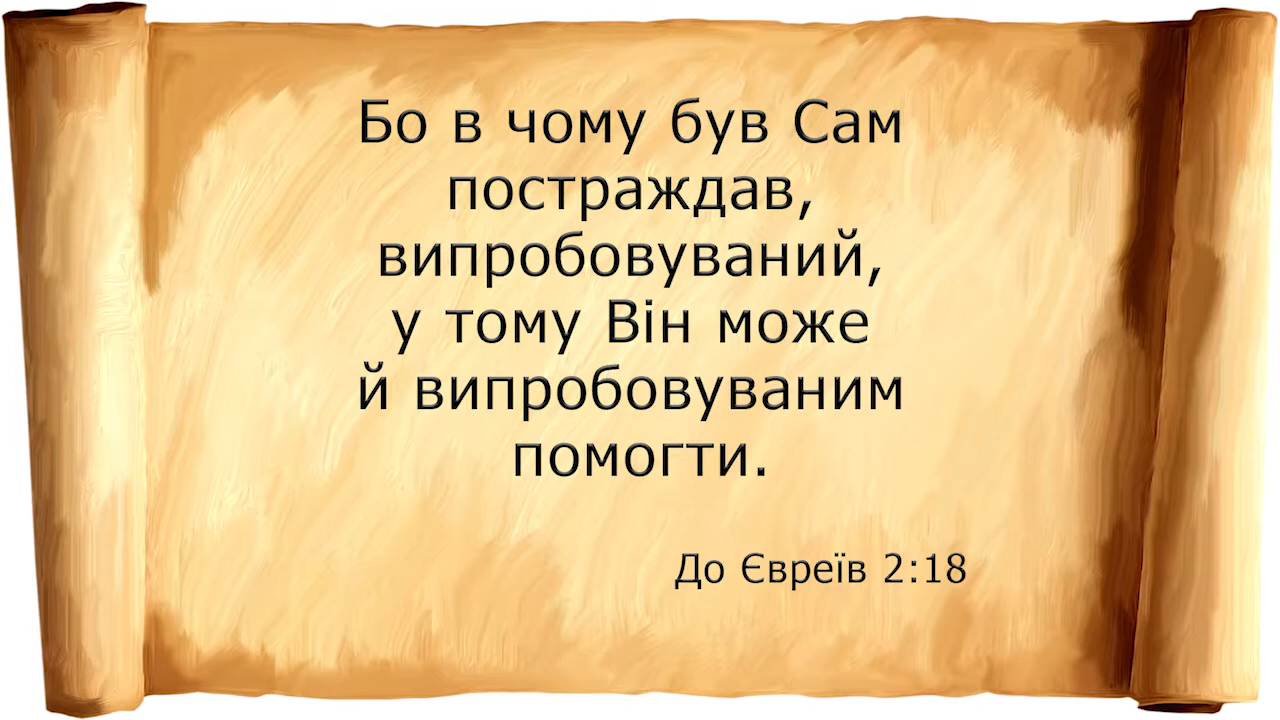 Бо в чому був Сам
постраждав,
випробовуваний,
у тому Він може
й випробовуваним
помогти.
До Євреїв 2:18